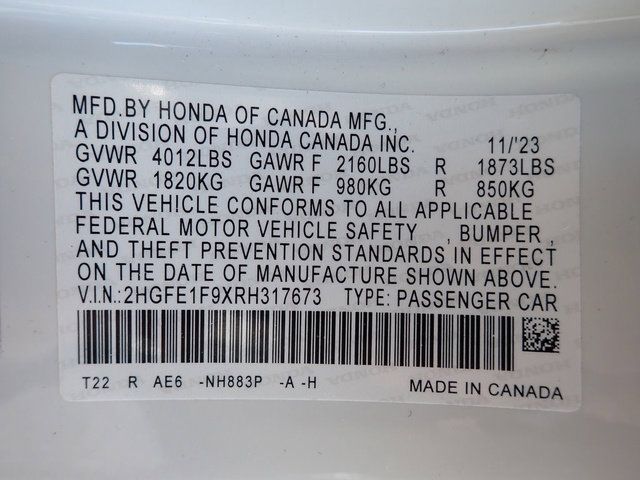 MFD.BY HONDA OF CANADA MFG.,
A DIVISION OF HONDA CANADA INC. 11/'23
GVWR 4012LBS GAWR F 2160LBS R 1873LBS
GVWR 1820KG GAWR F 980KG R 850KG
THIS VEHICLE CONFORMS TO ALL APPLICABLE
FEDERAL MOTOR VEHICLE SAFETY , BUMPER ,
AND THEFT PREVENTION STANDARDS IN EFFECT
ON THE DATE OF MANUFACTURE SHOWN ABOVE.
V.I.N.:2HGFE1F9XRH317673 TYPE: PASSENGER CAR
T22 R AE6 -NH883P -A -H MADE IN CANADA